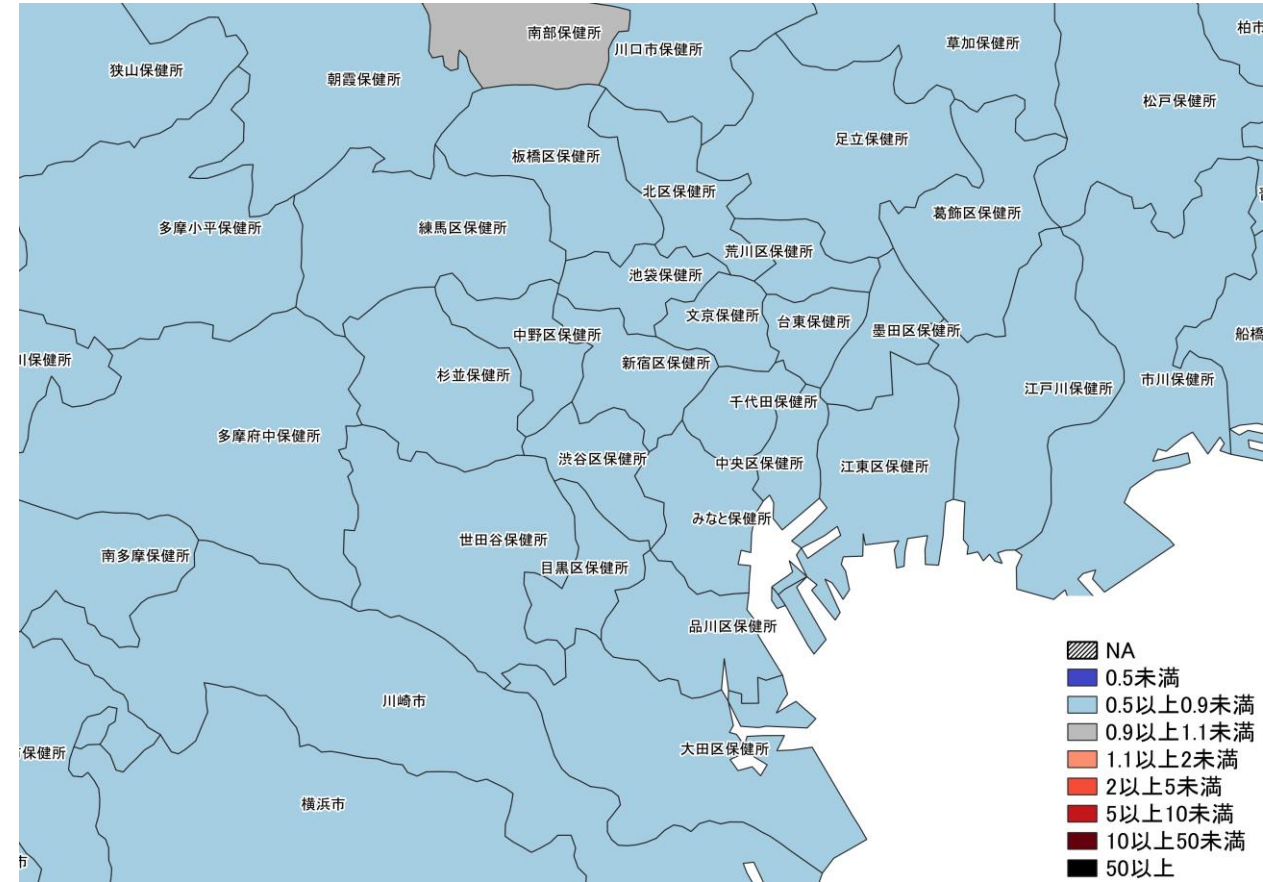 南部保健所
川口市保健所
草加保健所
柏市
狭山保健所
朝霞保健所
松戸保健所
板橋区保健所
足立保健所
北区保健所
葛飾区保健所
多摩小平保健所
練馬区保健所
荒川区保健所
池袋保健所
文京保健所
台東保健所
墨田区保健所
中野区保健所
船橋
川保健所
新宿区保健所
杉並保健所
市川保健所
江戸川保健所
千代田保健所
多摩府中保健所
渋谷区保健所
中央区保健所
江東区保健所
みなと保健所
世田谷保健所
南多摩保健所
目黒区保健所
品川区保健所
川崎市
大田区保健所
保健所
横浜市
市
NA
0.5未満
0.5以上0.9未満
0.9以上1.1未満
1.1以上2未満
2以上5未満
5以上10未満
10以上50未満
50以上